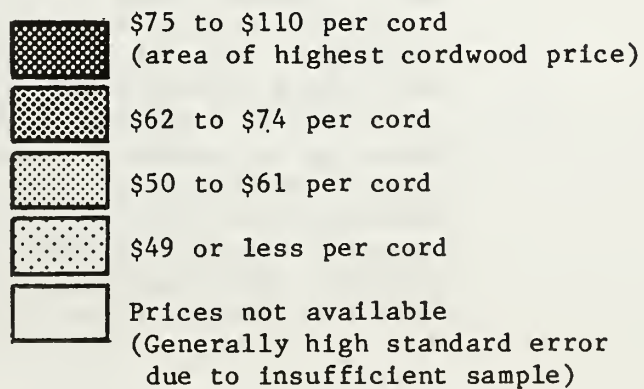 $75 to $110 per cord
(area of highest cordwood price)
$62 to $74 per cord
$50 to $61 per cord
$49 or less per cord
Prices not available
(Generally high standard error
due to insufficient sample)